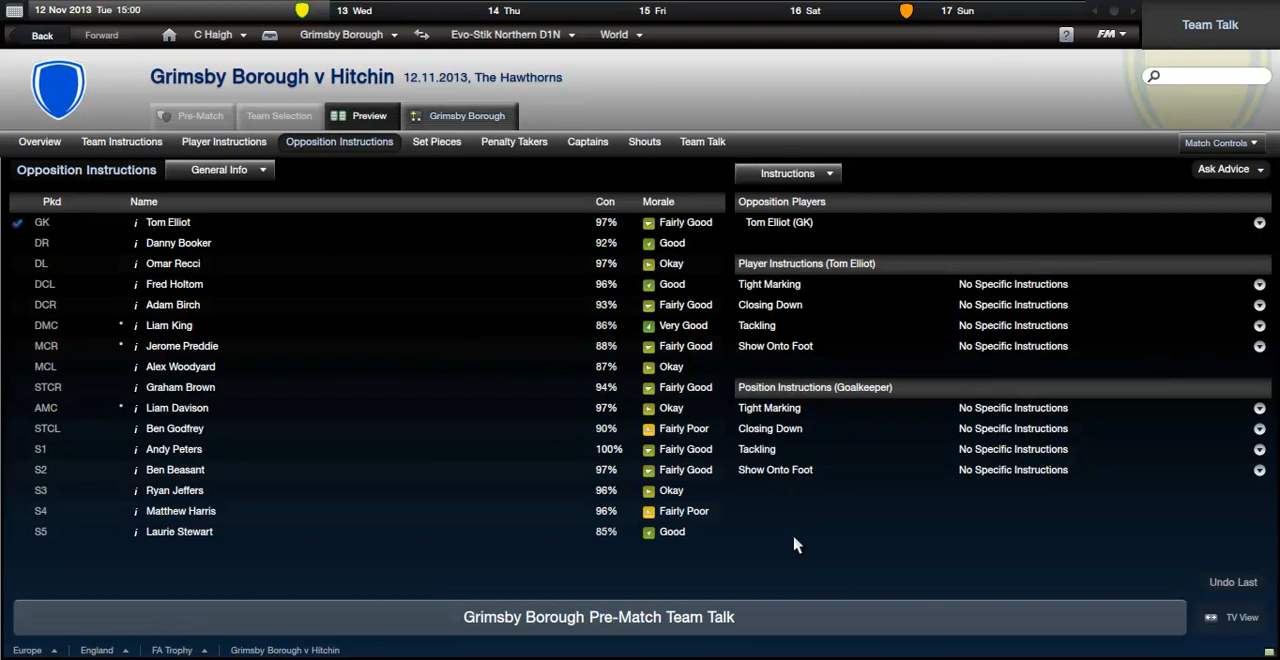 12 Nov 2013 Tue 15:00 13 Wed 14 Thu 15 Fri 16 Sat 17 Sun Team Talk
Back Forward C Haigh Grimsby Borough Evo-Stik Northern D1N World ? FM
Grimsby Borough v Hitchin 12.11.2013, The Hawthorns
Pre-Match Team Selection Preview Grimsby Borough
Overview Team Instructions Player Instructions Opposition Instructions Set Pieces Penalty Takers Captains Shouts Team Talk Match Controls
Opposition Instructions General Info Instructions Ask Advice
Pkd Name Con Morale Opposition Players
GK i Tom Elliot 97% Fairly Good Tom Elliot (GK)
DR i Danny Booker 92% Good
DL i Omar Recci 97% Okay Player Instructions (Tom Elliot)
DCL i Fred Holtom 96% Good Tight Marking No Specific Instructions
DCR i Adam Birch 93% Fairly Good Closing Down No Specific Instructions
DMC * i Liam King 86% Very Good Tackling No Specific Instructions
MCR * i Jerome Preddie 88% Fairly Good Show Onto Foot No Specific Instructions
MCL i Alex Woodyard 87% Okay
STCR i Graham Brown 94% Fairly Good Position Instructions (Goalkeeper)
AMC * i Liam Davison 97% Okay Tight Marking No Specific Instructions
STCL i Ben Godfrey 90% Fairly Poor Closing Down No Specific Instructions
S1 i Andy Peters 100% Fairly Good Tackling No Specific Instructions
S2 i Ben Beasant 97% Fairly Good Show Onto Foot No Specific Instructions
S3 i Ryan Jeffers 96% Okay
S4 i Matthew Harris 96% Fairly Poor
S5 i Laurie Stewart 85% Good
Undo Last
Grimsby Borough Pre-Match Team Talk TV View
Europe England FA Trophy Grimsby Borough v Hitchin